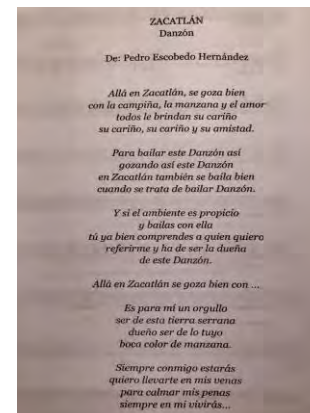 ZACATLÁN
Danzón
De: Pedro Escobedo Hernández
Allá en Zacatlán, se goza bien
con la campiña, la manzana y el amor
todos le brindan su cariño
su cariño, su cariño y su amistad.
Para bailar este Danzón así
gozando así este Danzón
en Zacatlán también se baila bien
cuando se trata de bailar Danzón.
Y si el ambiente es propicio
y bailas con ella
tú ya bien comprendes a quien quiero
referirme y ha de ser la dueña
de este Danzón.
Allá en Zacatlán se goza bien con ...
Es para mí un orgullo
ser de esta tierra serrana
dueño ser de lo tuyo
boca color de manzana.
Siempre conmigo estarás
quiero llevarte en mis venas
para calmar mis penas
siempre en mi vivirás...